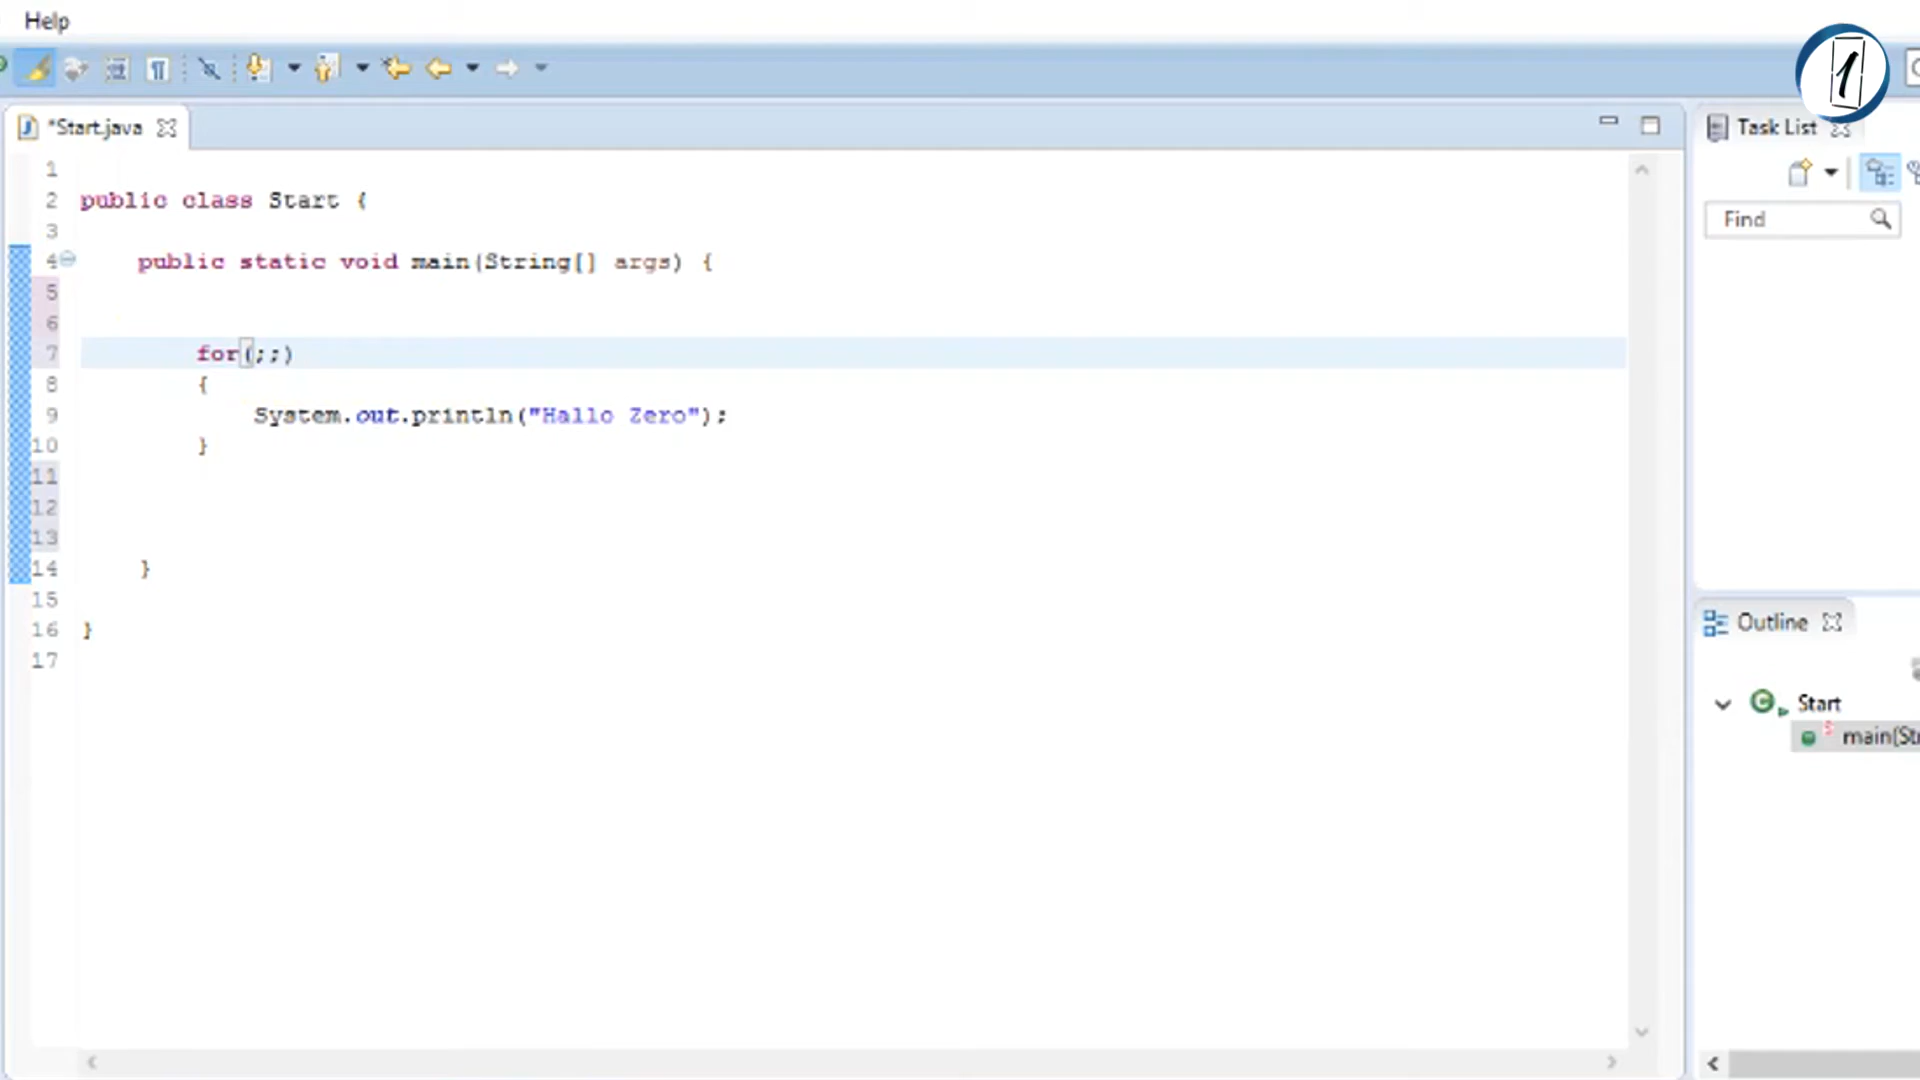 Help
1
*Start.java
Task List
1
2 public class Start {
3
4 public static void main(String[] args) {
5
6
7 for(;;)
8 {
9 System.out.println("Hallo Zero");
10 }
11
12
13
14 }
15
16 }
17
Find
Outline
Start
S main(Str